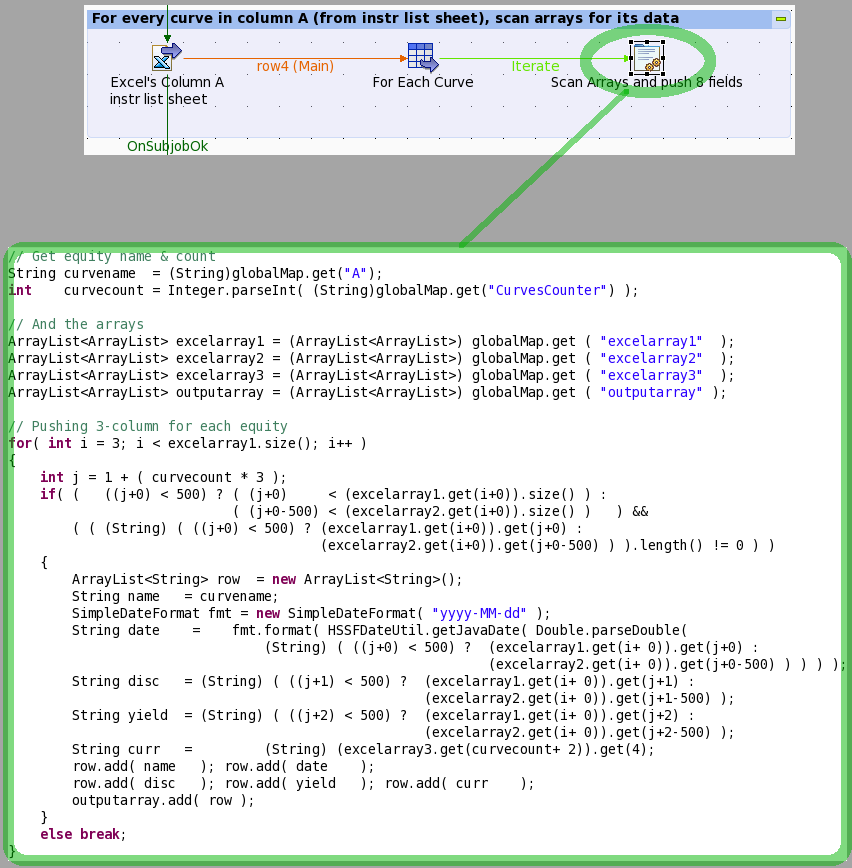 For every curve in column A (from instr list sheet), scan arrays for its data
row4 (Main)
Iterate
Excel's Column A
instr list sheet
For Each Curve
Scan Arrays and push 8 fields
OnSubjobOk
// Get equity name & count
String curvename  = (String)globalMap.get("A");
int    curvecount = Integer.parseInt( (String)globalMap.get("CurvesCounter") );
// And the arrays
ArrayList<ArrayList> excelarray1 = (ArrayList<ArrayList>) globalMap.get ( "excelarray1"  );
ArrayList<ArrayList> excelarray2 = (ArrayList<ArrayList>) globalMap.get ( "excelarray2"  );
ArrayList<ArrayList> excelarray3 = (ArrayList<ArrayList>) globalMap.get ( "excelarray3"  );
ArrayList<ArrayList> outputarray = (ArrayList<ArrayList>) globalMap.get ( "outputarray" );
// Pushing 3-column for each equity
for( int i = 3; i < excelarray1.size(); i++ )
{
    int j = 1 + ( curvecount * 3 );
    if( (   ((j+0) < 500) ? ( (j+0)     < (excelarray1.get(i+0)).size() ) :
                            ( (j+0-500) < (excelarray2.get(i+0)).size() )   ) &&
        ( ( (String) ( ((j+0) < 500) ? (excelarray1.get(i+0)).get(j+0) :
                                       (excelarray2.get(i+0)).get(j+0-500) ) ).length() != 0 ) )
    {
        ArrayList<String> row  = new ArrayList<String>();
        String name   = curvename;
        SimpleDateFormat fmt = new SimpleDateFormat( "yyyy-MM-dd" );
        String date    =    fmt.format( HSSFDateUtil.getJavaDate( Double.parseDouble(
                                (String) ( ((j+0) < 500) ?  (excelarray1.get(i+ 0)).get(j+0) :
                                                            (excelarray2.get(i+ 0)).get(j+0-500) ) ) ) );
        String disc   = (String) ( ((j+1) < 500) ?  (excelarray1.get(i+ 0)).get(j+1) :
                                                    (excelarray2.get(i+ 0)).get(j+1-500) );
        String yield  = (String) ( ((j+2) < 500) ?  (excelarray1.get(i+ 0)).get(j+2) :
                                                    (excelarray2.get(i+ 0)).get(j+2-500) );
        String curr   =         (String) (excelarray3.get(curvecount+ 2)).get(4);
        row.add( name   ); row.add( date    );
        row.add( disc   ); row.add( yield   ); row.add( curr    );
        outputarray.add( row );
    }
    else break;
}